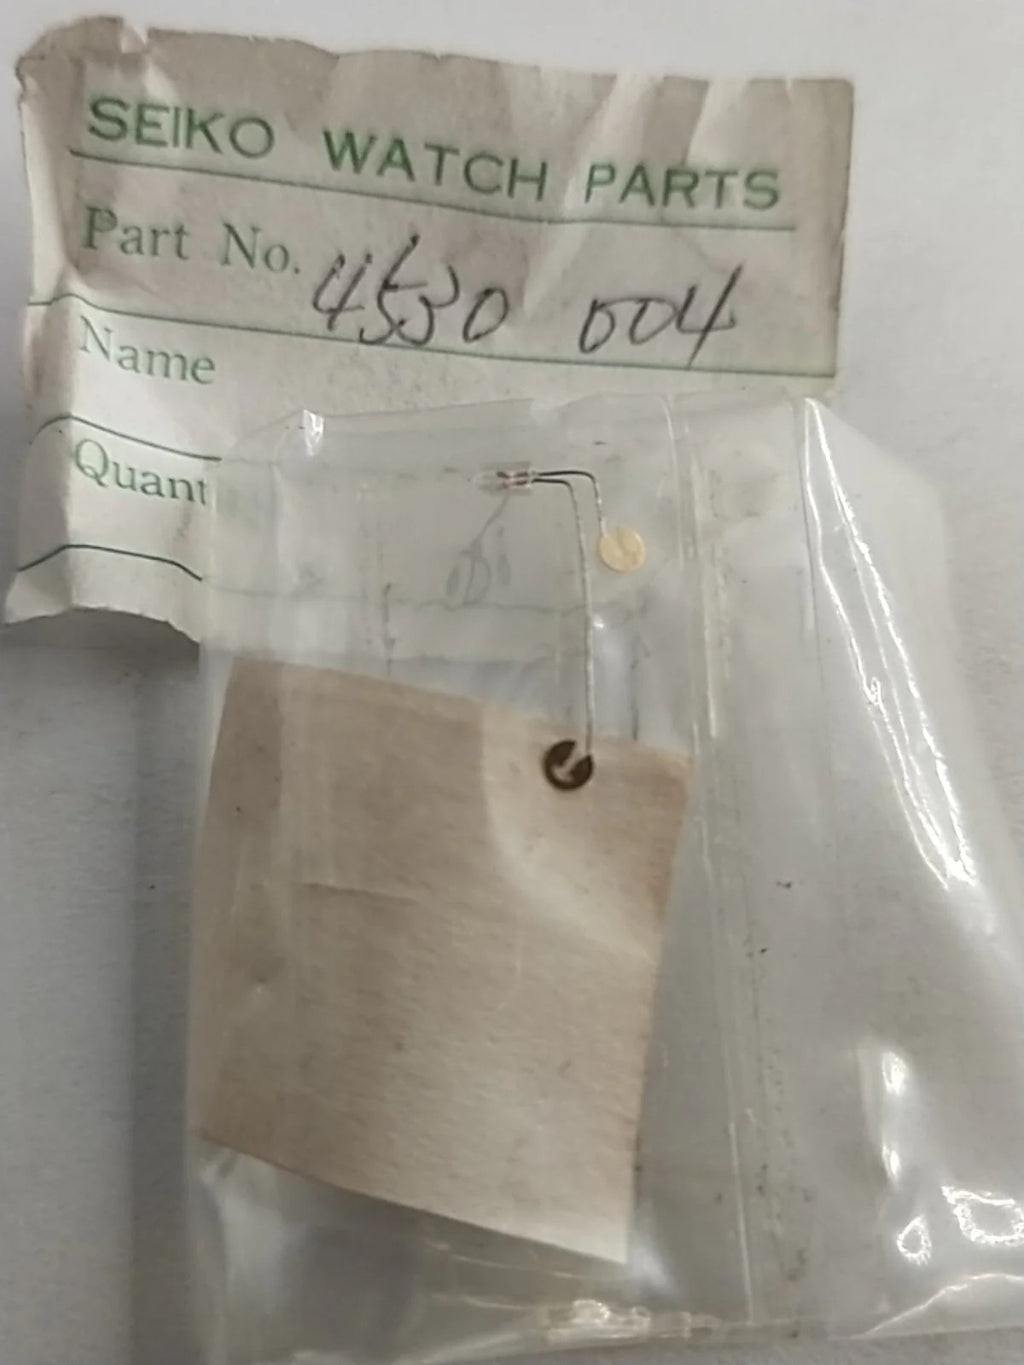 SEIKO WATCH PARTS
Part No. 4530 004
Name
Quant